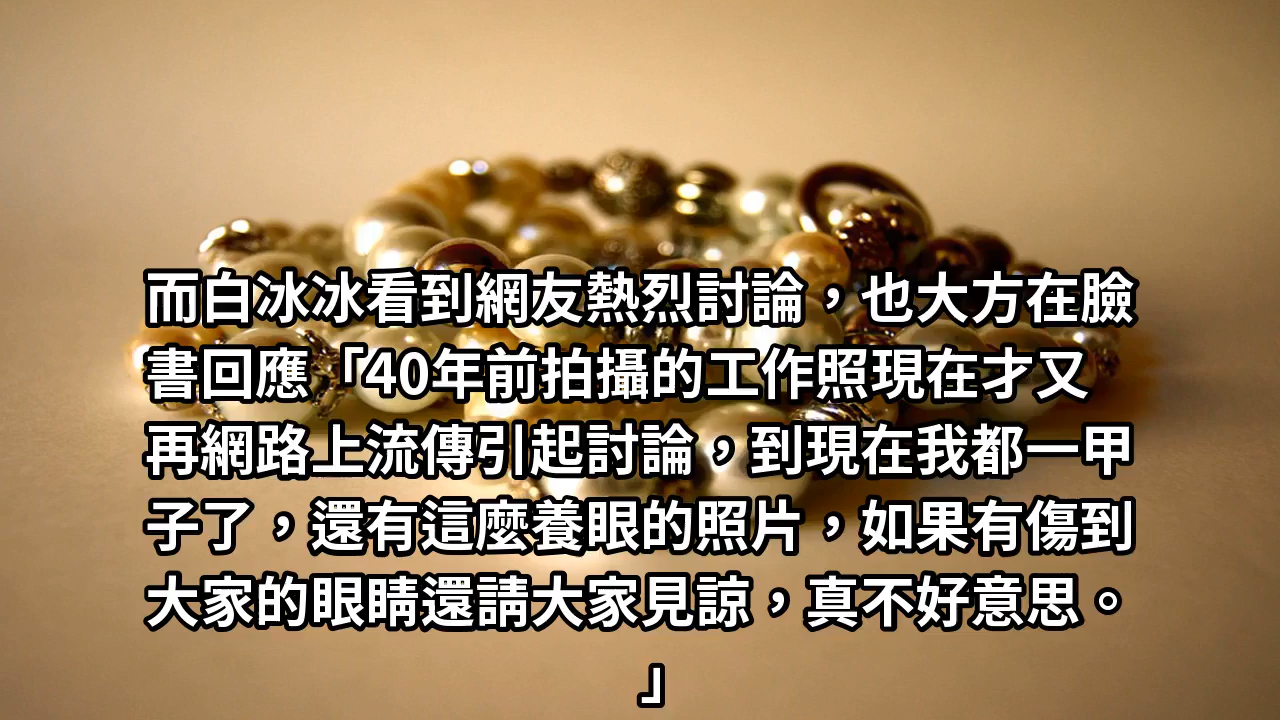 而白冰冰看到網友熱烈討論，也大方在臉
書回應「40年前拍攝的工作照現在才又
再網路上流傳引起討論，到現在我都一甲
子了，還有這麼養眼的照片，如果有傷到
大家的眼睛還請大家見諒，真不好意思。
」